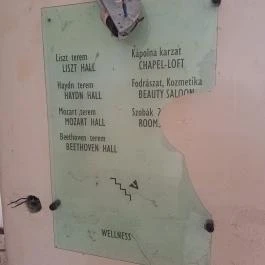 Liszt terem
LISZT HALL
Haydn terem
HAYDN HALL
Mozart terem
MOZART HALL
Beethoven terem
BEETHOVEN HALL
Kápolna karzat
CHAPEL-LOFT
Fodrászat, Kozmetika
BEAUTY SALOON
Szobák 2
ROOM
WELLNESS